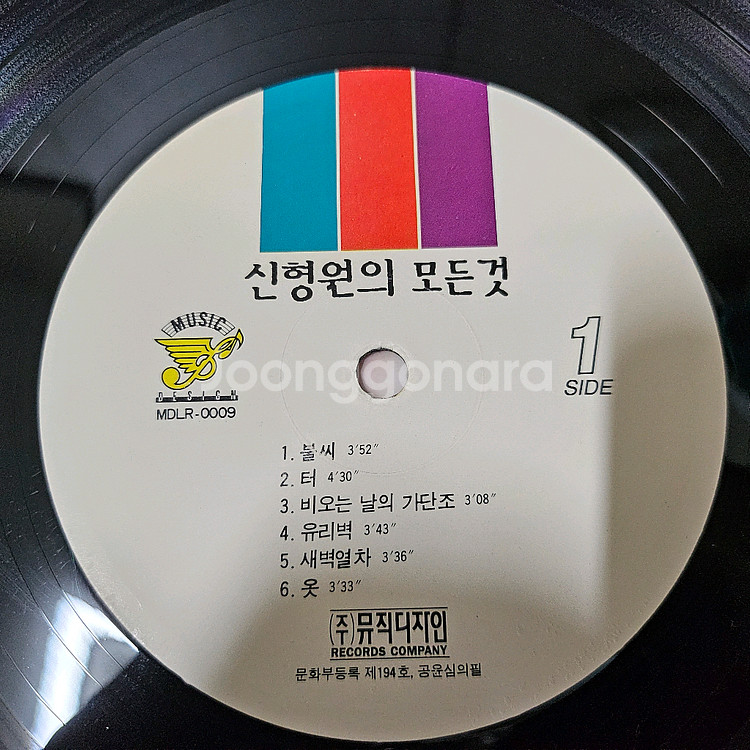 신형원의 모든것
MUSIC
DESIGN
MDLR-0009
1
SIDE
joonggonara
1. 불씨 3′52″
2. 터 4′30″
3. 비오는 날의 가단조 3′08″
4. 유리벽 3′43″
5. 새벽열차 3′36″
6. 옷 3′33″
(주)뮤직디자인
RECORDS COMPANY
문화부등록 제194호, 공윤심의필